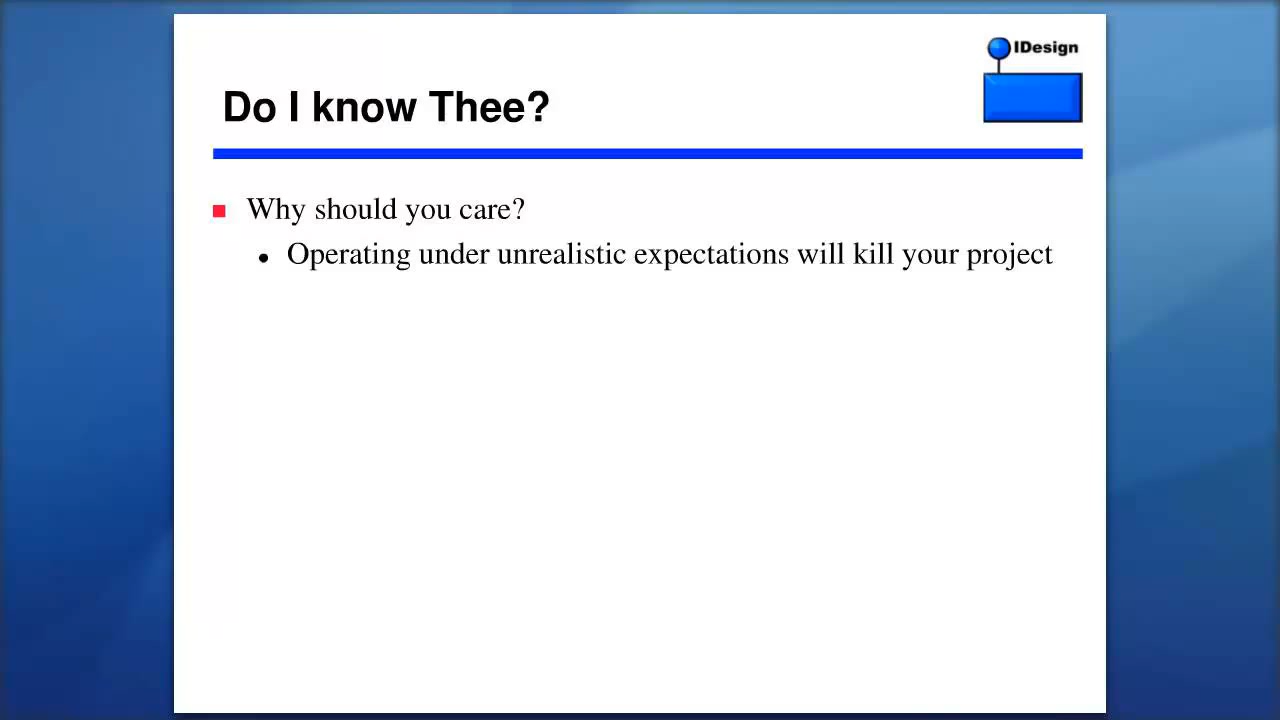 IDesign
Do I know Thee?
Why should you care?
Operating under unrealistic expectations will kill your project